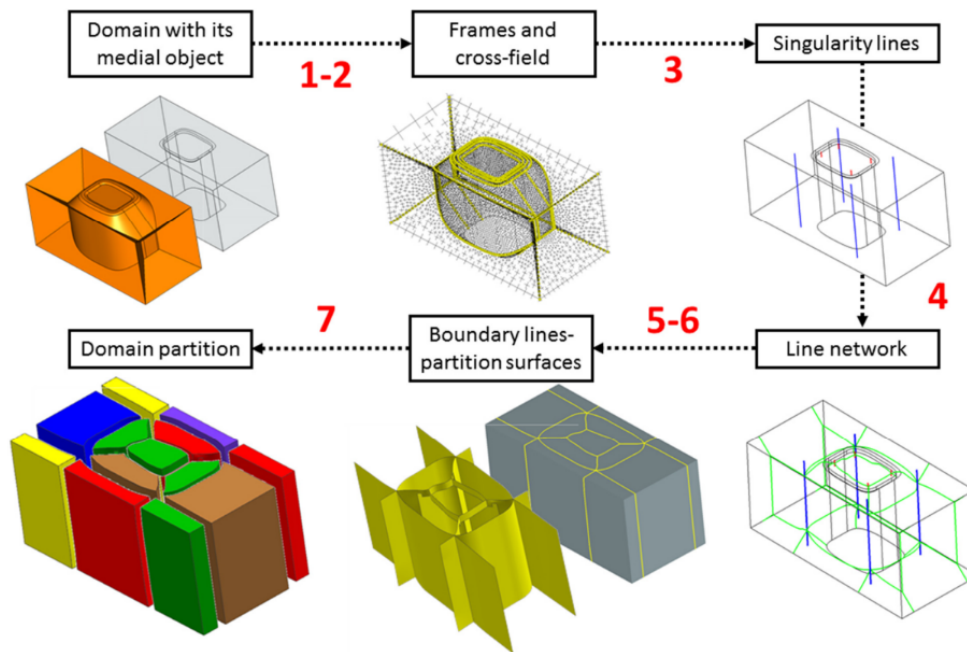 Domain with its
medial object
1-2
Frames and
cross-field
3
Singularity lines
4
Line network
5-6
Boundary lines-
partition surfaces
7
Domain partition